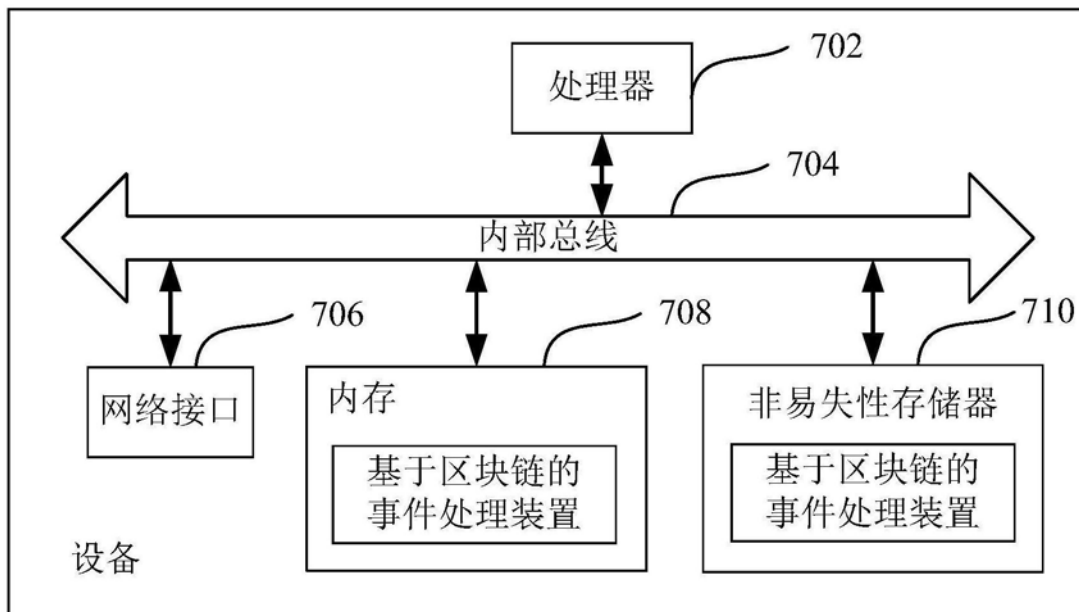 702
处理器
704
内部总线
706
708
710
网络接口
内存
基于区块链的
事件处理装置
非易失性存储器
基于区块链的
事件处理装置
设备